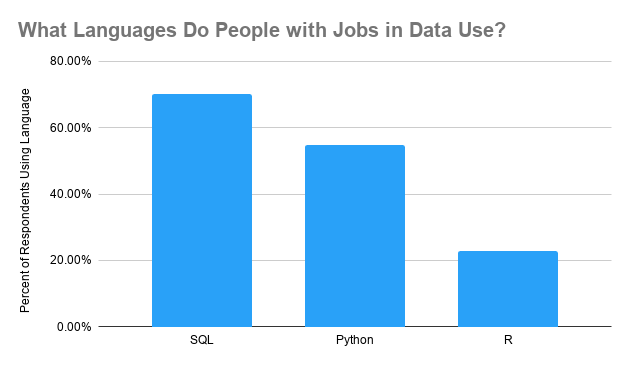 What Languages Do People with Jobs in Data Use?
Percent of Respondents Using Language
80.00%
60.00%
40.00%
20.00%
0.00%
SQL
Python
R